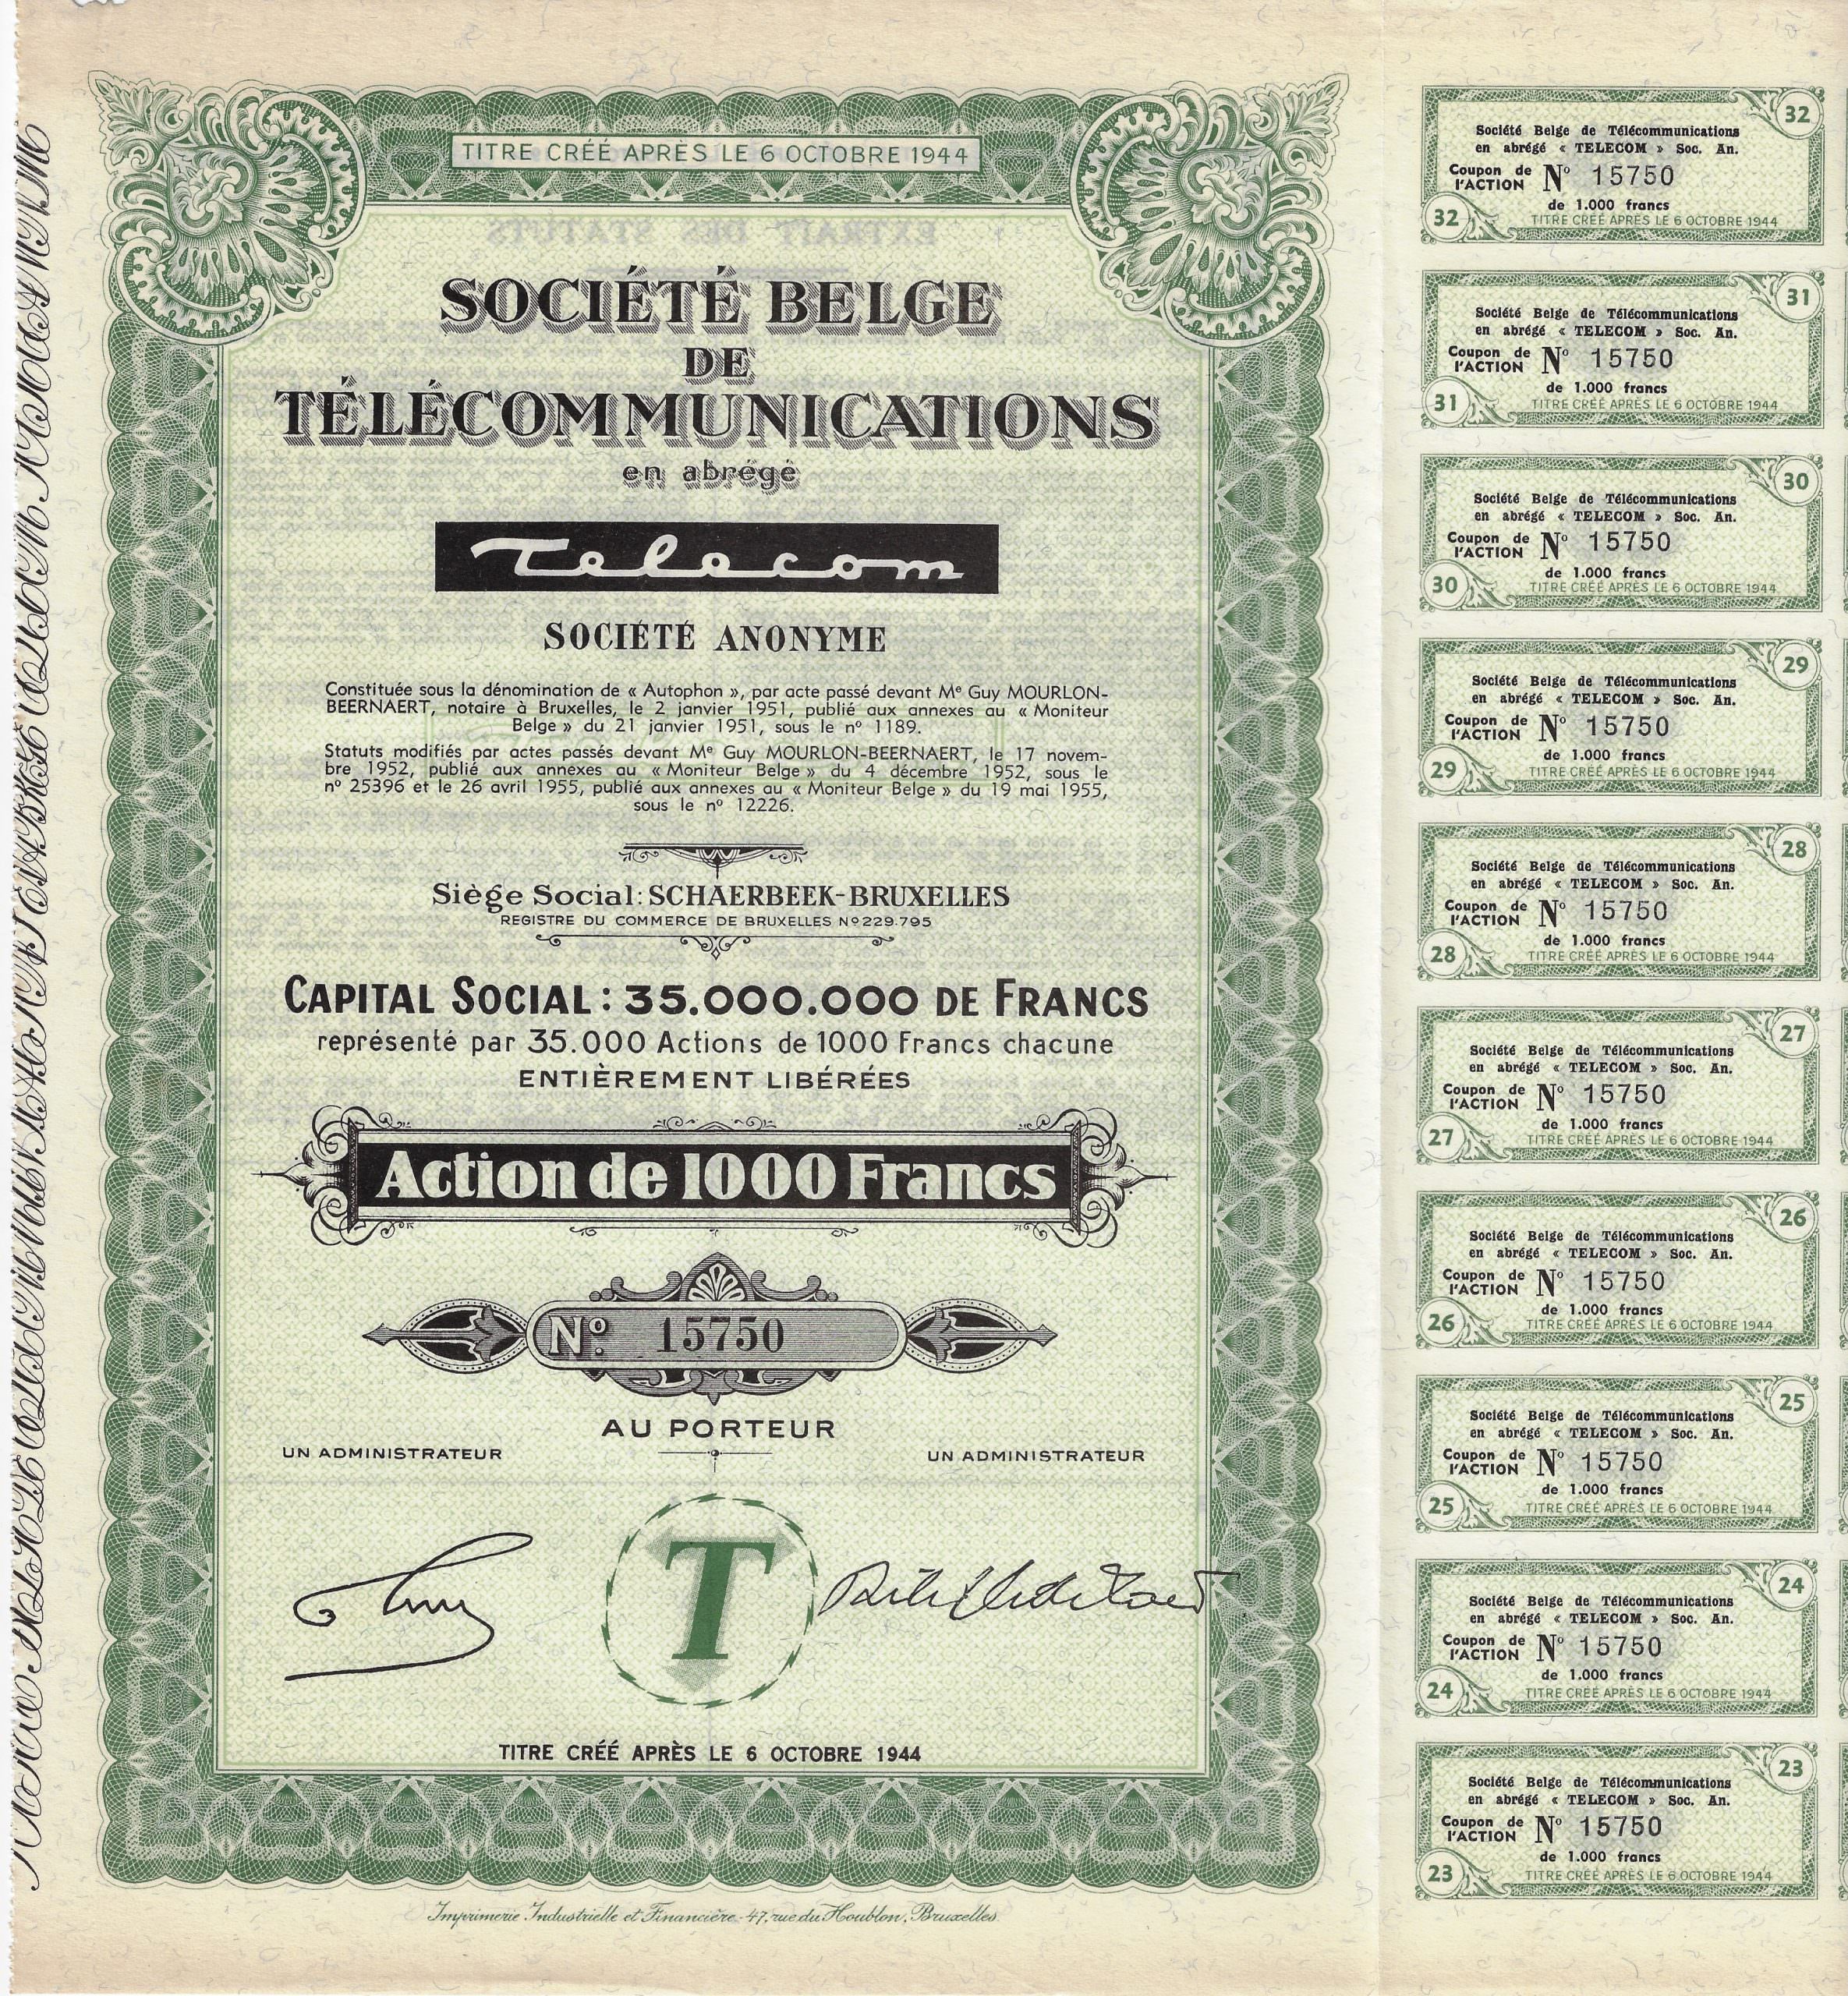 TITRE CRÉÉ APRÈS LE 6 OCTOBRE 1944
SOCIÉTÉ BELGE
DE
TÉLÉCOMMUNICATIONS
en abrégé
Telecom
SOCIÉTÉ ANONYME
Constituée sous la dénomination de « Autophon », par acte passé devant Me Guy MOURLON-
BEERNAERT, notaire à Bruxelles, le 2 janvier 1951, publié aux annexes au « Moniteur
Belge » du 21 janvier 1951, sous le nº 1189.
Statuts modifiés par actes passés devant Me Guy MOURLON-BEERNAERT, le 17 novem-
bre 1952, publié aux annexes au « Moniteur Belge » du 4 décembre 1952, sous le
nº 25396 et le 26 avril 1955, publié aux annexes au « Moniteur Belge » du 19 mai 1955,
sous le nº 12226.
Siège Social: SCHAERBEEK-BRUXELLES
REGISTRE DU COMMERCE DE BRUXELLES Nº 229.795
CAPITAL SOCIAL : 35.000.000 DE FRANCS
représenté par 35.000 Actions de 1000 Francs chacune
ENTIÈREMENT LIBÉRÉES
Action de 1000 Francs
Nº 15750
AU PORTEUR
UN ADMINISTRATEUR
UN ADMINISTRATEUR
T
TITRE CRÉÉ APRÈS LE 6 OCTOBRE 1944
Imprimerie Industrielle et Financière - 47, rue du Houblon, Bruxelles
32
Société Belge de Télécommunications
en abrégé « TELECOM » Soc. An.
Coupon de l'ACTION Nº 15750
de 1.000 francs
32 TITRE CRÉÉ APRÈS LE 6 OCTOBRE 1944
31
Société Belge de Télécommunications
en abrégé « TELECOM » Soc. An.
Coupon de l'ACTION Nº 15750
de 1.000 francs
31 TITRE CRÉÉ APRÈS LE 6 OCTOBRE 1944
30
Société Belge de Télécommunications
en abrégé « TELECOM » Soc. An.
Coupon de l'ACTION Nº 15750
de 1.000 francs
30 TITRE CRÉÉ APRÈS LE 6 OCTOBRE 1944
29
Société Belge de Télécommunications
en abrégé « TELECOM » Soc. An.
Coupon de l'ACTION Nº 15750
de 1.000 francs
29 TITRE CRÉÉ APRÈS LE 6 OCTOBRE 1944
28
Société Belge de Télécommunications
en abrégé « TELECOM » Soc. An.
Coupon de l'ACTION Nº 15750
de 1.000 francs
28 TITRE CRÉÉ APRÈS LE 6 OCTOBRE 1944
27
Société Belge de Télécommunications
en abrégé « TELECOM » Soc. An.
Coupon de l'ACTION Nº 15750
de 1.000 francs
27 TITRE CRÉÉ APRÈS LE 6 OCTOBRE 1944
26
Société Belge de Télécommunications
en abrégé « TELECOM » Soc. An.
Coupon de l'ACTION Nº 15750
de 1.000 francs
26 TITRE CRÉÉ APRÈS LE 6 OCTOBRE 1944
25
Société Belge de Télécommunications
en abrégé « TELECOM » Soc. An.
Coupon de l'ACTION Nº 15750
de 1.000 francs
25 TITRE CRÉÉ APRÈS LE 6 OCTOBRE 1944
24
Société Belge de Télécommunications
en abrégé « TELECOM » Soc. An.
Coupon de l'ACTION Nº 15750
de 1.000 francs
24 TITRE CRÉÉ APRÈS LE 6 OCTOBRE 1944
23
Société Belge de Télécommunications
en abrégé « TELECOM » Soc. An.
Coupon de l'ACTION Nº 15750
de 1.000 francs
23 TITRE CRÉÉ APRÈS LE 6 OCTOBRE 1944